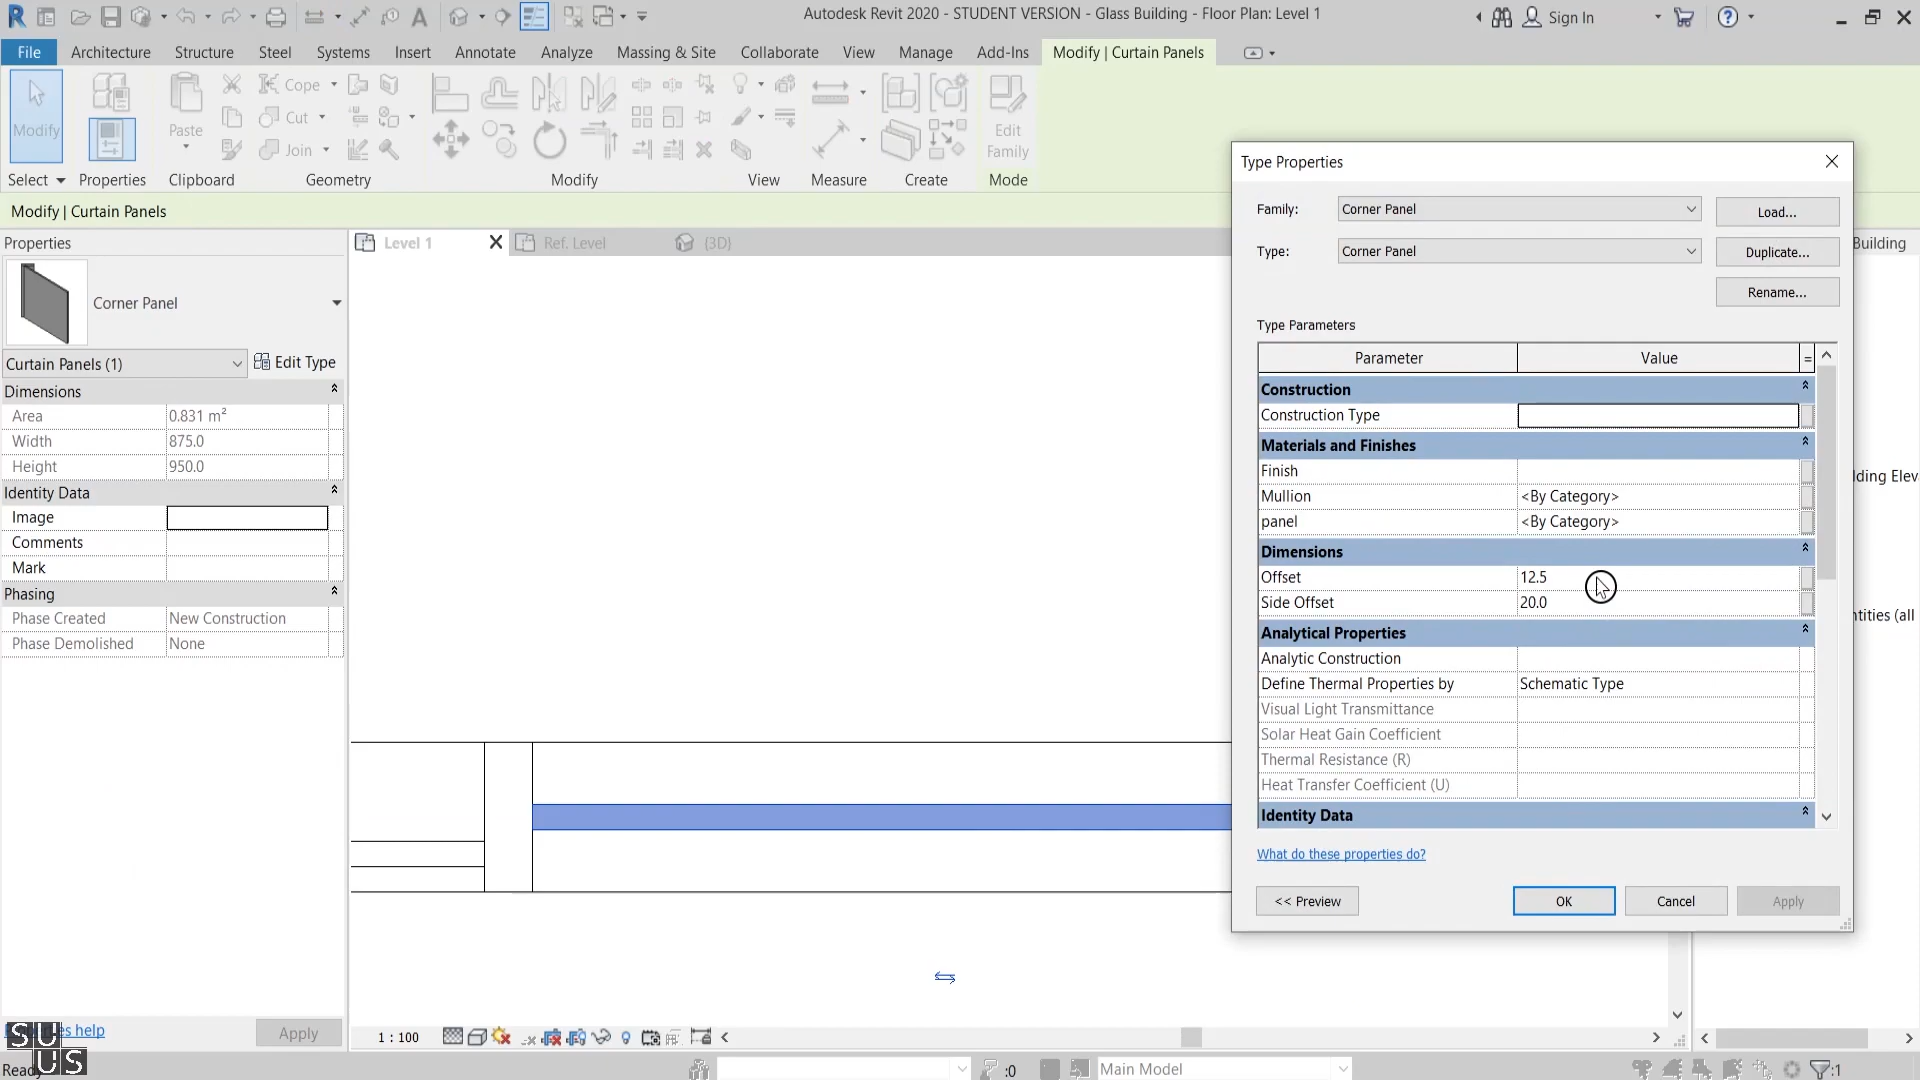 Autodesk Revit 2020 - STUDENT VERSION - Glass Building - Floor Plan: Level 1
Sign In
File
Architecture
Structure
Steel
Systems
Insert
Annotate
Analyze
Massing & Site
Collaborate
View
Manage
Add-Ins
Modify | Curtain Panels
Modify
Paste
Cope
Cut
Join
Edit
Family
Select
Properties
Clipboard
Geometry
Modify
View
Measure
Create
Mode
Modify | Curtain Panels
Properties
Corner Panel
Curtain Panels (1)
Edit Type
Dimensions
Area 0.831 m²
Width 875.0
Height 950.0
Identity Data
Image
Comments
Mark
Phasing
Phase Created New Construction
Phase Demolished None
es help
Apply
SU
US
Ready
Level 1
Ref. Level
(3D)
Type Properties
Family: Corner Panel Load...
Type: Corner Panel Duplicate...
Rename...
Type Parameters
Parameter Value =
Construction
Construction Type
Materials and Finishes
Finish
Mullion <By Category>
panel <By Category>
Dimensions
Offset 12.5
Side Offset 20.0
Analytical Properties
Analytic Construction
Define Thermal Properties by Schematic Type
Visual Light Transmittance
Solar Heat Gain Coefficient
Thermal Resistance (R)
Heat Transfer Coefficient (U)
Identity Data
What do these properties do?
<< Preview OK Cancel Apply
Building
lding Elev
ntities (all
1 : 100
:0
Main Model
:1